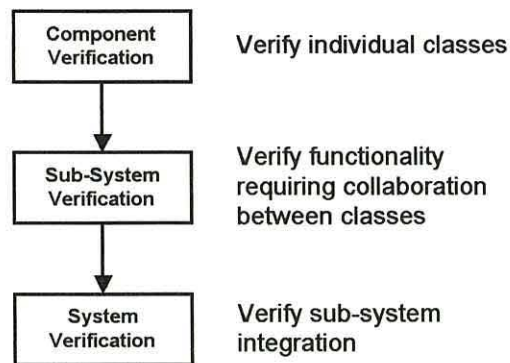 Component
Verification
Verify individual classes
Sub-System
Verification
Verify functionality
requiring collaboration
between classes
System
Verification
Verify sub-system
integration